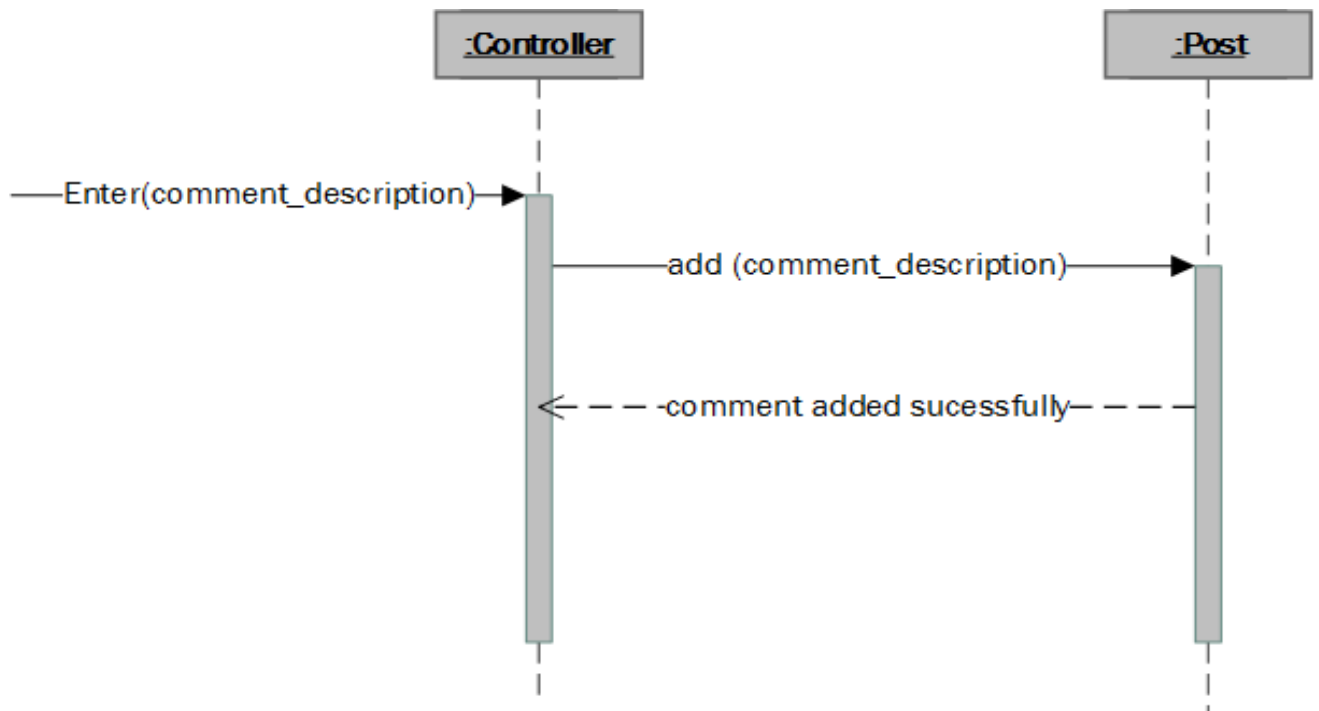 :Controller
:Post
Enter(comment_description)
add (comment_description)
comment added sucessfully